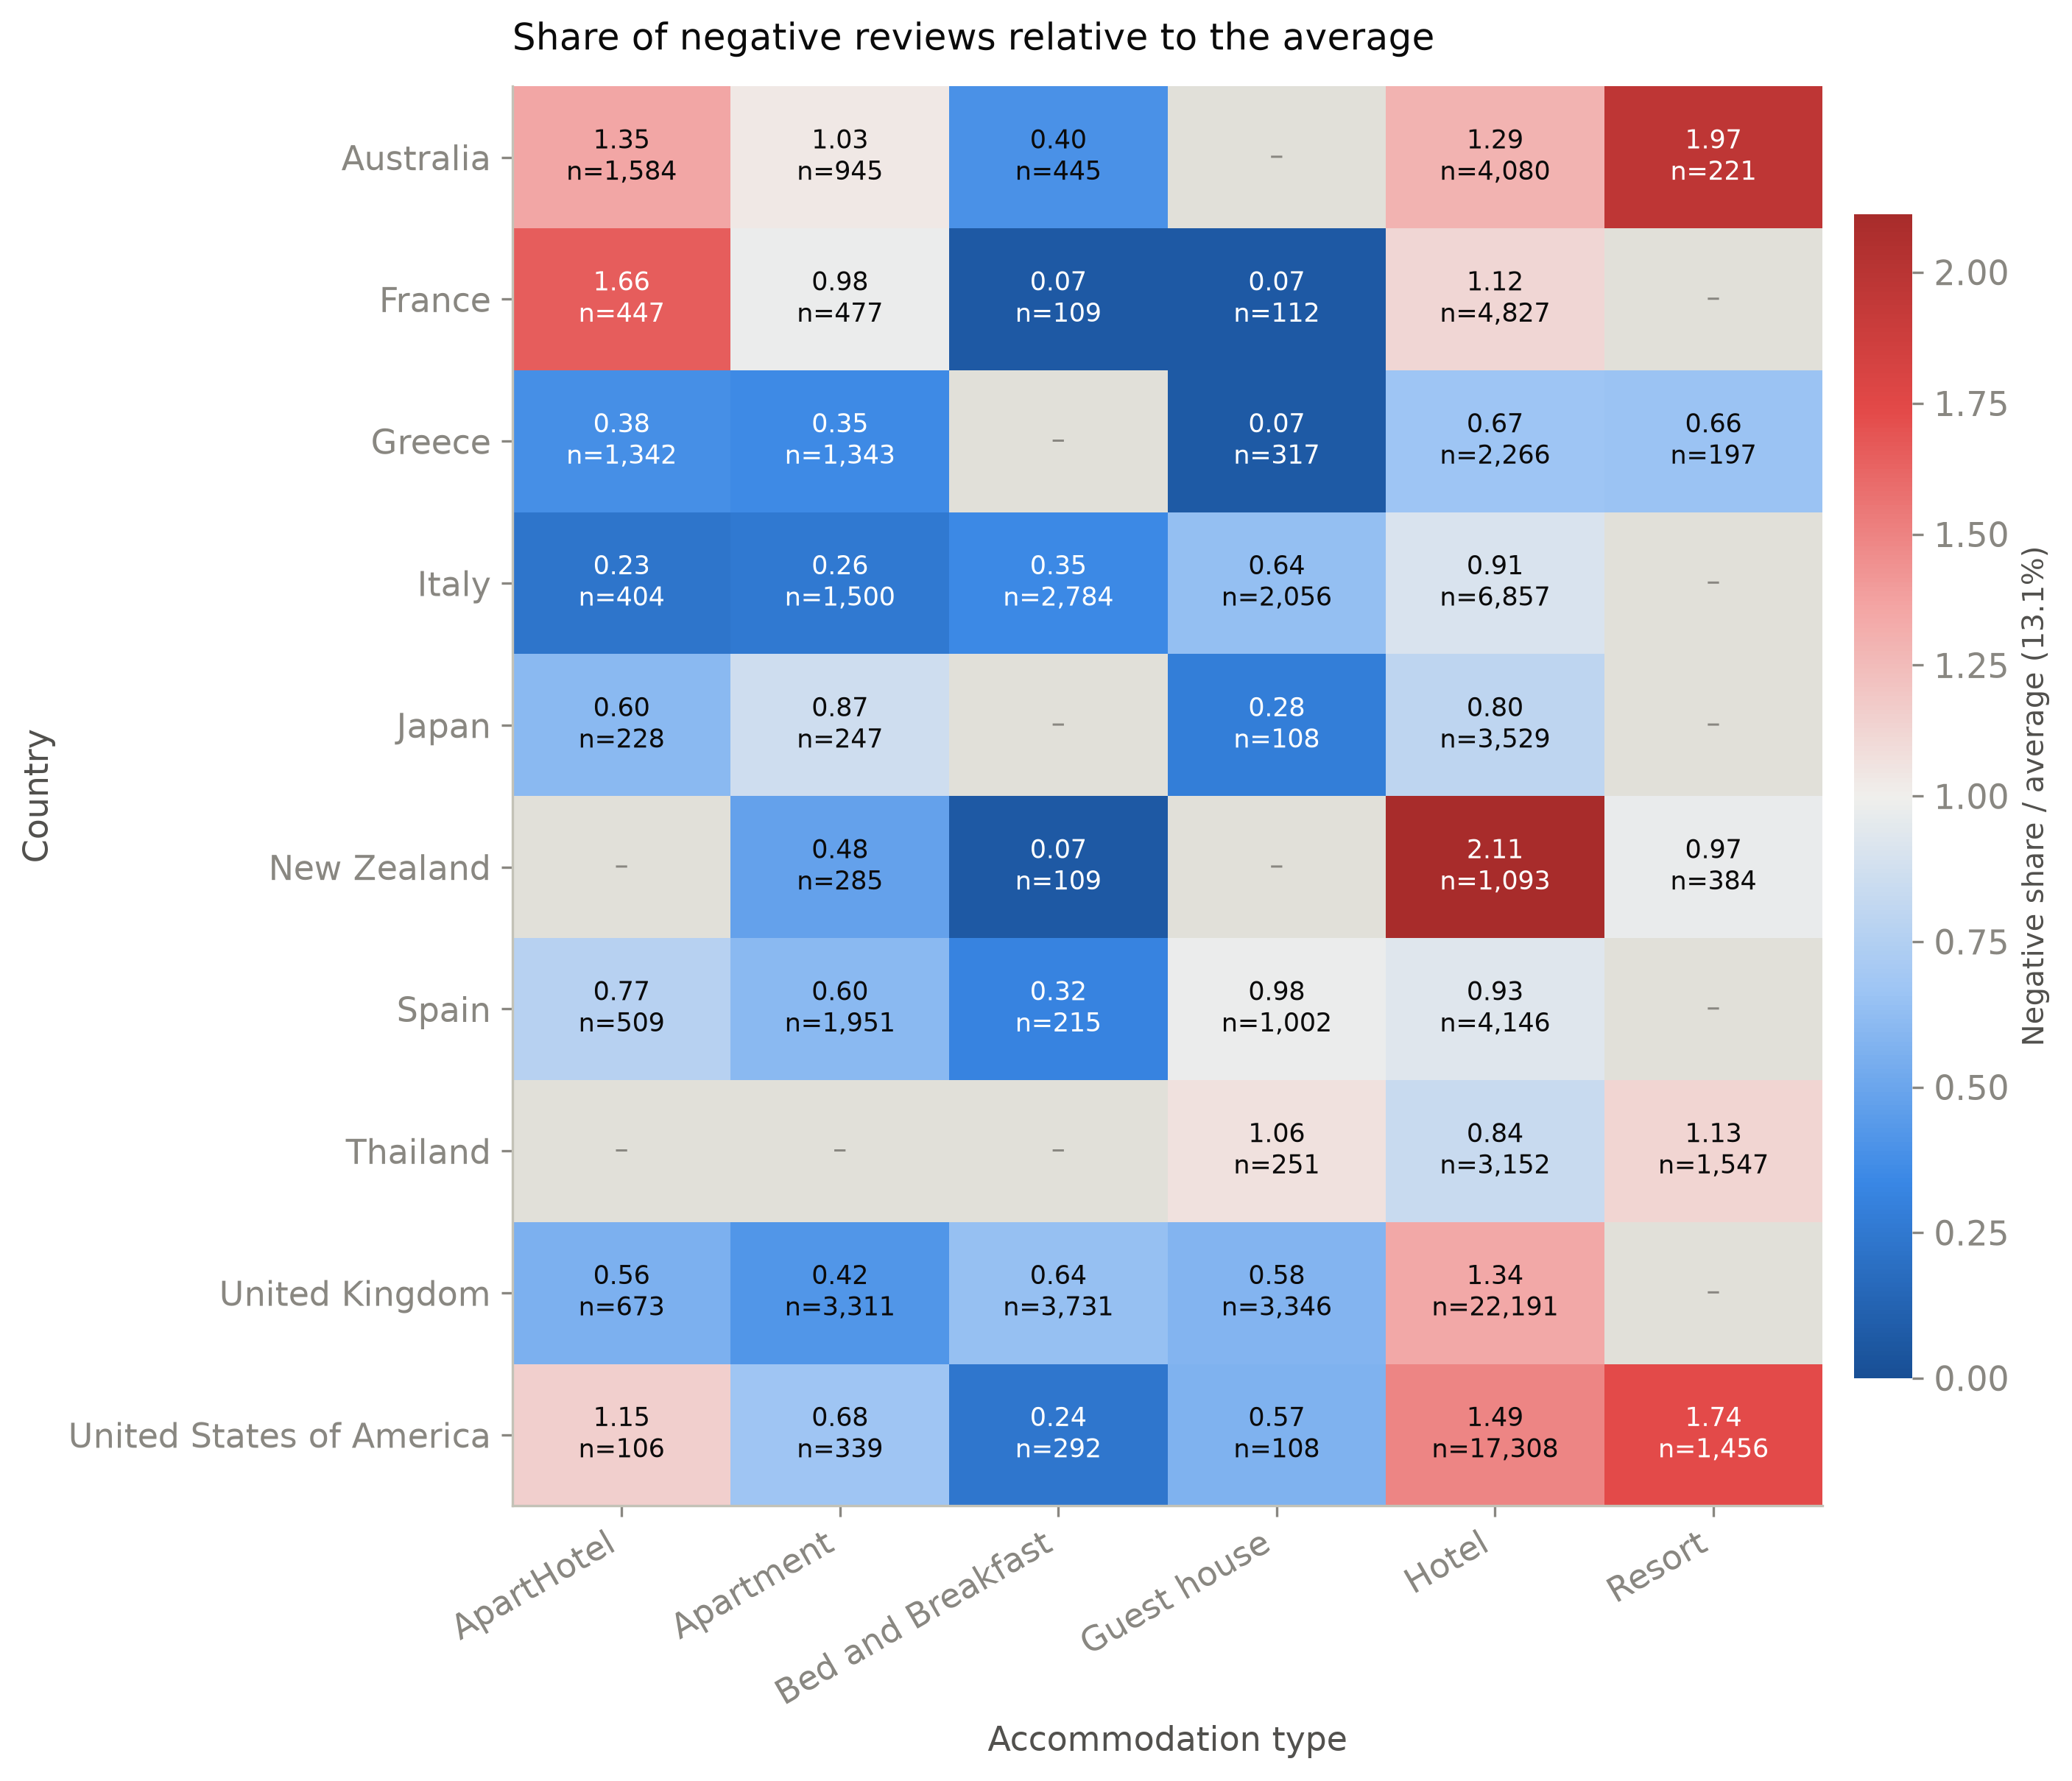 Share of negative reviews relative to the average
Australia
1.35
n=1,584
1.03
n=945
0.40
n=445
–
1.29
n=4,080
1.97
n=221
France
1.66
n=447
0.98
n=477
0.07
n=109
0.07
n=112
1.12
n=4,827
–
Greece
0.38
n=1,342
0.35
n=1,343
–
0.07
n=317
0.67
n=2,266
0.66
n=197
Italy
0.23
n=404
0.26
n=1,500
0.35
n=2,784
0.64
n=2,056
0.91
n=6,857
–
Japan
0.60
n=228
0.87
n=247
–
0.28
n=108
0.80
n=3,529
–
New Zealand
–
0.48
n=285
0.07
n=109
–
2.11
n=1,093
0.97
n=384
Spain
0.77
n=509
0.60
n=1,951
0.32
n=215
0.98
n=1,002
0.93
n=4,146
–
Thailand
–
–
–
1.06
n=251
0.84
n=3,152
1.13
n=1,547
United Kingdom
0.56
n=673
0.42
n=3,311
0.64
n=3,731
0.58
n=3,346
1.34
n=22,191
–
United States of America
1.15
n=106
0.68
n=339
0.24
n=292
0.57
n=108
1.49
n=17,308
1.74
n=1,456
Country
ApartHotel
Apartment
Bed and Breakfast
Guest house
Hotel
Resort
Accommodation type
2.00
1.75
1.50
1.25
1.00
0.75
0.50
0.25
0.00
Negative share / average (13.1%)